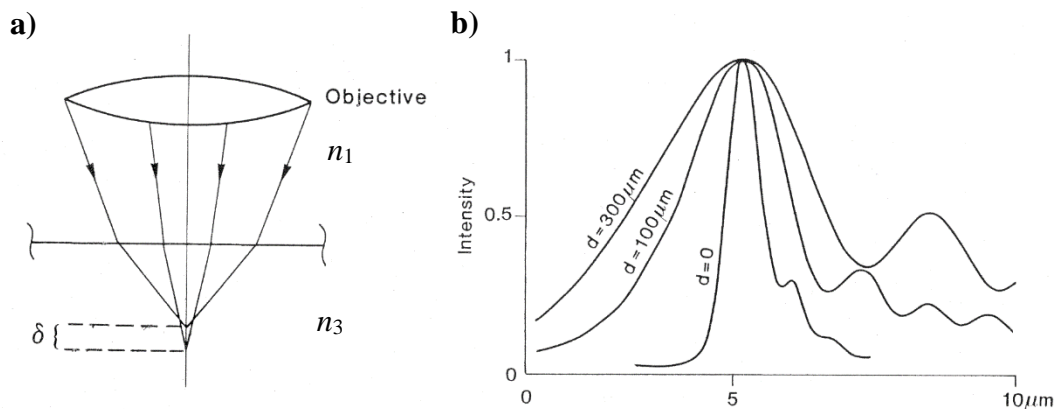 a)
Objective
n₁
n₃
δ {
b)
Intensity
1
0.5
0
d = 300μm
d = 100μm
d = 0
0
5
10μm